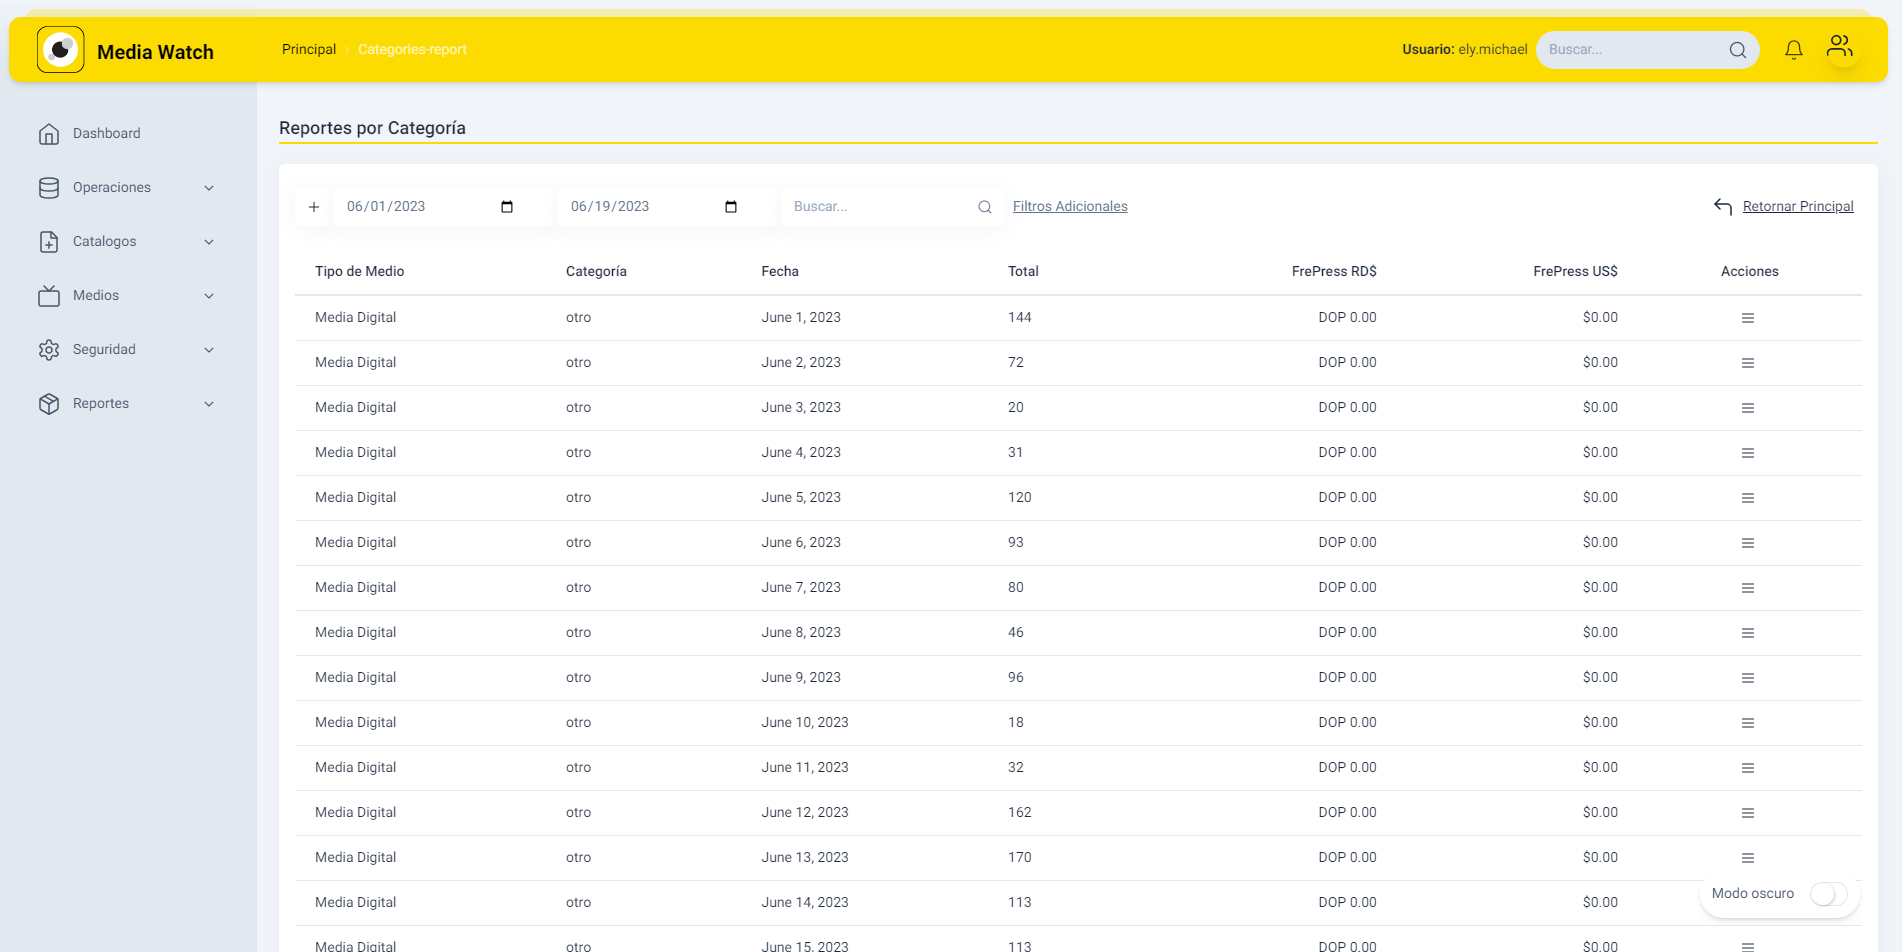 Media Watch
Principal > Categories-report
Usuario: ely.michael
Buscar...
Dashboard
Operaciones
Catalogos
Medios
Seguridad
Reportes
Reportes por Categoría
+ 06/01/2023 06/19/2023 Buscar... Filtros Adicionales Retornar Principal
Tipo de Medio Categoría Fecha Total FrePress RD$ FrePress US$ Acciones
Media Digital otro June 1, 2023 144 DOP 0.00 $0.00
Media Digital otro June 2, 2023 72 DOP 0.00 $0.00
Media Digital otro June 3, 2023 20 DOP 0.00 $0.00
Media Digital otro June 4, 2023 31 DOP 0.00 $0.00
Media Digital otro June 5, 2023 120 DOP 0.00 $0.00
Media Digital otro June 6, 2023 93 DOP 0.00 $0.00
Media Digital otro June 7, 2023 80 DOP 0.00 $0.00
Media Digital otro June 8, 2023 46 DOP 0.00 $0.00
Media Digital otro June 9, 2023 96 DOP 0.00 $0.00
Media Digital otro June 10, 2023 18 DOP 0.00 $0.00
Media Digital otro June 11, 2023 32 DOP 0.00 $0.00
Media Digital otro June 12, 2023 162 DOP 0.00 $0.00
Media Digital otro June 13, 2023 170 DOP 0.00 $0.00
Media Digital otro June 14, 2023 113 DOP 0.00 $0.00
Modo oscuro
Media Digital otro June 15, 2023 113 DOP 0.00 $0.00